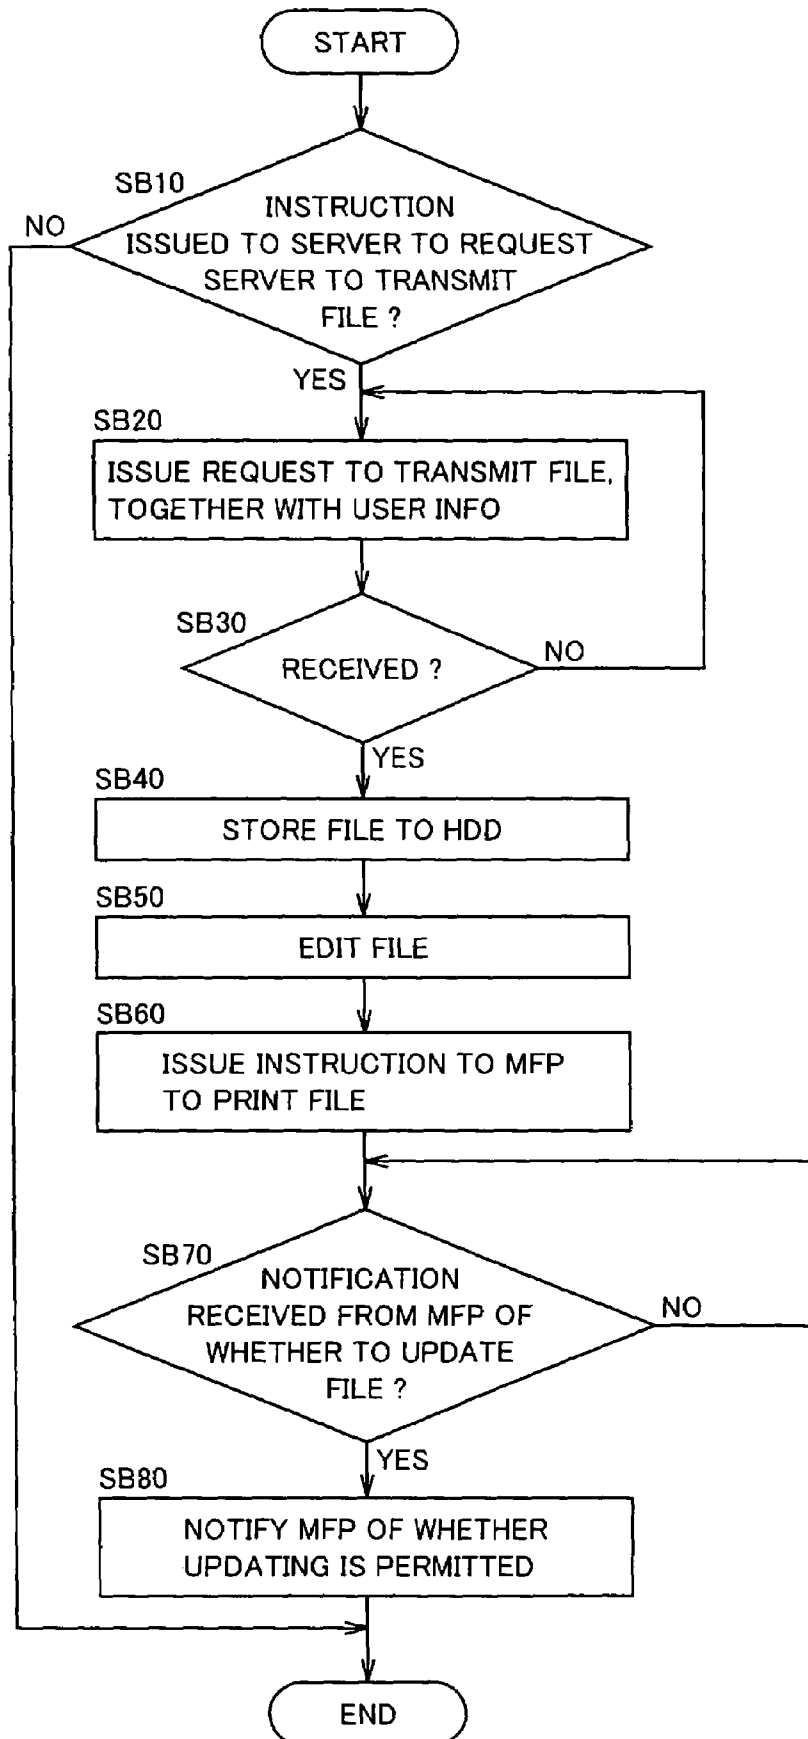 START
SB10
NO
INSTRUCTION
ISSUED TO SERVER TO REQUEST
SERVER TO TRANSMIT
FILE ?
YES
SB20
ISSUE REQUEST TO TRANSMIT FILE,
TOGETHER WITH USER INFO
SB30
RECEIVED ?
NO
YES
SB40
STORE FILE TO HDD
SB50
EDIT FILE
SB60
ISSUE INSTRUCTION TO MFP
TO PRINT FILE
SB70
NOTIFICATION
RECEIVED FROM MFP OF
WHETHER TO UPDATE
FILE ?
NO
YES
SB80
NOTIFY MFP OF WHETHER
UPDATING IS PERMITTED
END